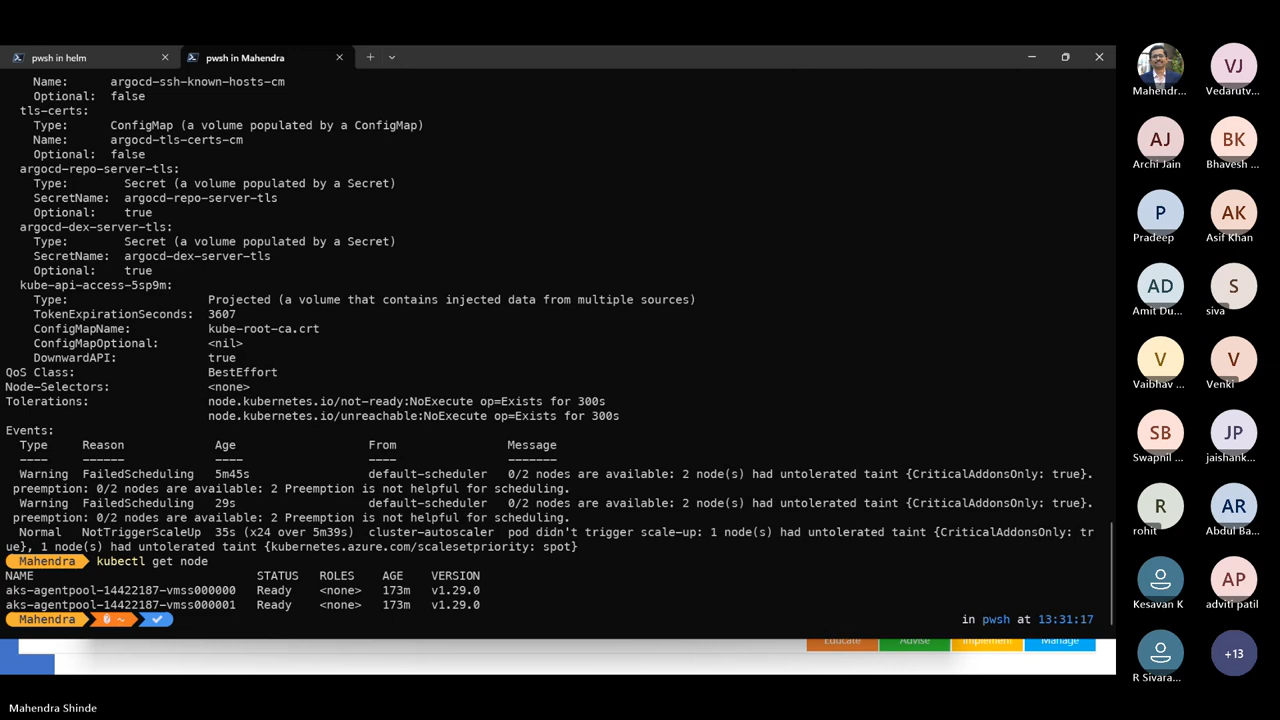 pwsh in helm
pwsh in Mahendra
Name: argocd-ssh-known-hosts-cm
Optional: false
tls-certs:
Type: ConfigMap (a volume populated by a ConfigMap)
Name: argocd-tls-certs-cm
Optional: false
argocd-repo-server-tls:
Type: Secret (a volume populated by a Secret)
SecretName: argocd-repo-server-tls
Optional: true
argocd-dex-server-tls:
Type: Secret (a volume populated by a Secret)
SecretName: argocd-dex-server-tls
Optional: true
kube-api-access-5sp9m:
Type: Projected (a volume that contains injected data from multiple sources)
TokenExpirationSeconds: 3607
ConfigMapName: kube-root-ca.crt
ConfigMapOptional: <nil>
DownwardAPI: true
QoS Class: BestEffort
Node-Selectors: <none>
Tolerations: node.kubernetes.io/not-ready:NoExecute op=Exists for 300s
node.kubernetes.io/unreachable:NoExecute op=Exists for 300s
Events:
Type Reason Age From Message
---- ------ ---- ---- -------
Warning FailedScheduling 5m45s default-scheduler 0/2 nodes are available: 2 node(s) had untolerated taint {CriticalAddonsOnly: true}.
preemption: 0/2 nodes are available: 2 Preemption is not helpful for scheduling.
Warning FailedScheduling 29s default-scheduler 0/2 nodes are available: 2 node(s) had untolerated taint {CriticalAddonsOnly: true}.
preemption: 0/2 nodes are available: 2 Preemption is not helpful for scheduling.
Normal NotTriggerScaleUp 35s (x24 over 5m39s) cluster-autoscaler pod didn't trigger scale-up: 1 node(s) had untolerated taint {CriticalAddonsOnly: tr
ue}, 1 node(s) had untolerated taint {kubernetes.azure.com/scalesetpriority: spot}
Mahendra kubectl get node
NAME STATUS ROLES AGE VERSION
aks-agentpool-14422187-vmss000000 Ready <none> 173m v1.29.0
aks-agentpool-14422187-vmss000001 Ready <none> 173m v1.29.0
Mahendra ~ in pwsh at 13:31:17
Educate Advise Implement Manage
Mahendr...
VJ
Vedarutv...
AJ
Archi Jain
BK
Bhavesh ...
P
Pradeep
AK
Asif Khan
AD
Amit Du...
S
siva
V
Vaibhav ...
V
Venki
SB
Swapnil ...
JP
jaishank...
R
rohit
AR
Abdul Ba...
Kesavan K
AP
adviti patil
R Sivara...
+13
Mahendra Shinde